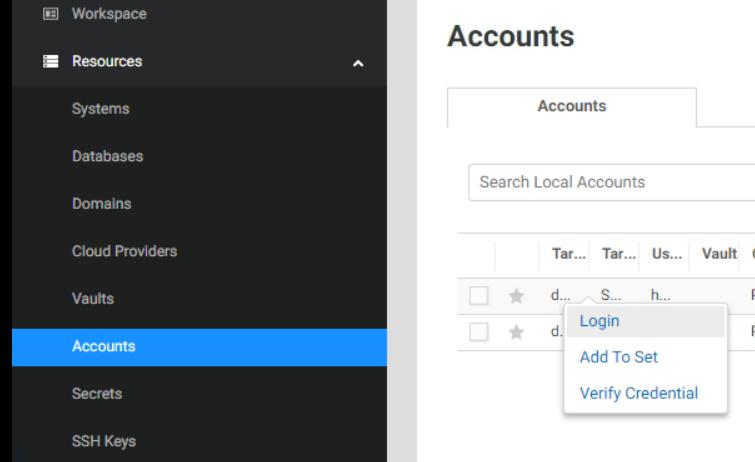 Workspace
Resources
Systems
Databases
Domains
Cloud Providers
Vaults
Accounts
Secrets
SSH Keys
Accounts
Accounts
Search Local Accounts
Tar... Tar... Us... Vault
d... S... h...
d.
Login
Add To Set
Verify Credential